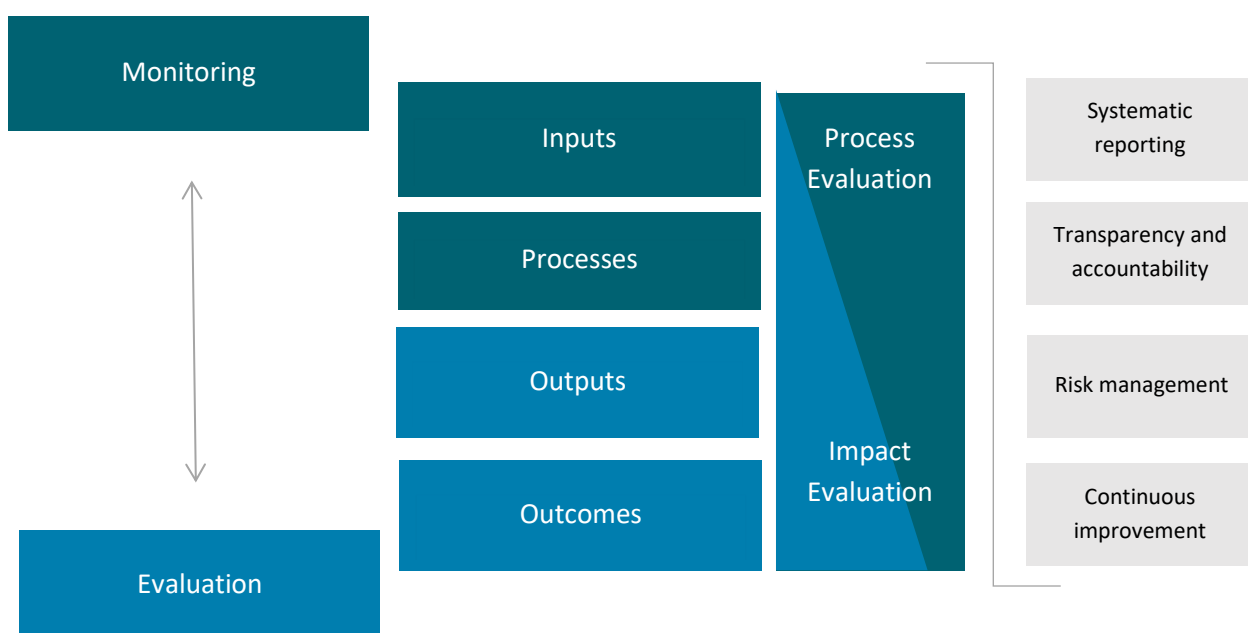 Monitoring
Evaluation
Inputs
Processes
Outputs
Outcomes
Process
Evaluation
Impact
Evaluation
Systematic
reporting
Transparency and
accountability
Risk management
Continuous
improvement